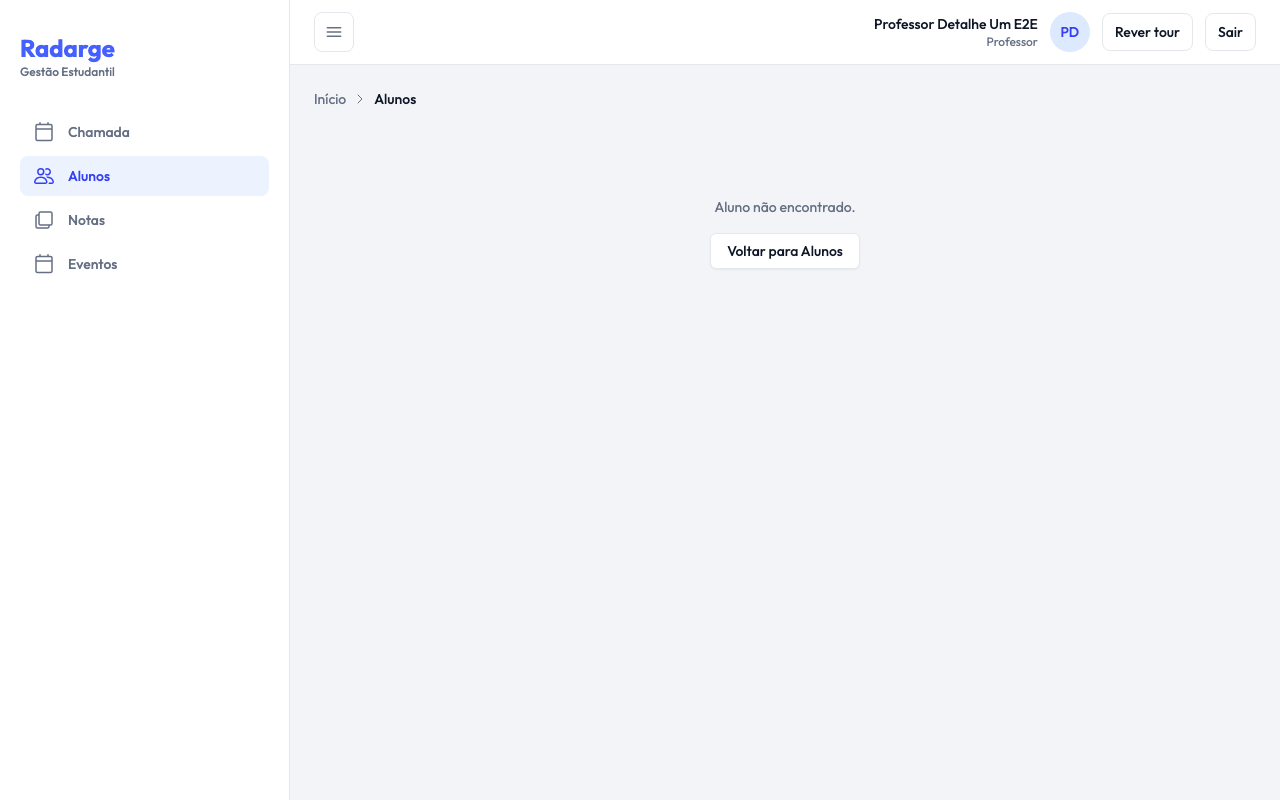 Radarge
Gestão Estudantil
Chamada
Alunos
Notas
Eventos
Professor Detalhe Um E2E
Professor
PD
Rever tour
Sair
Início
Alunos
Aluno não encontrado.
Voltar para Alunos